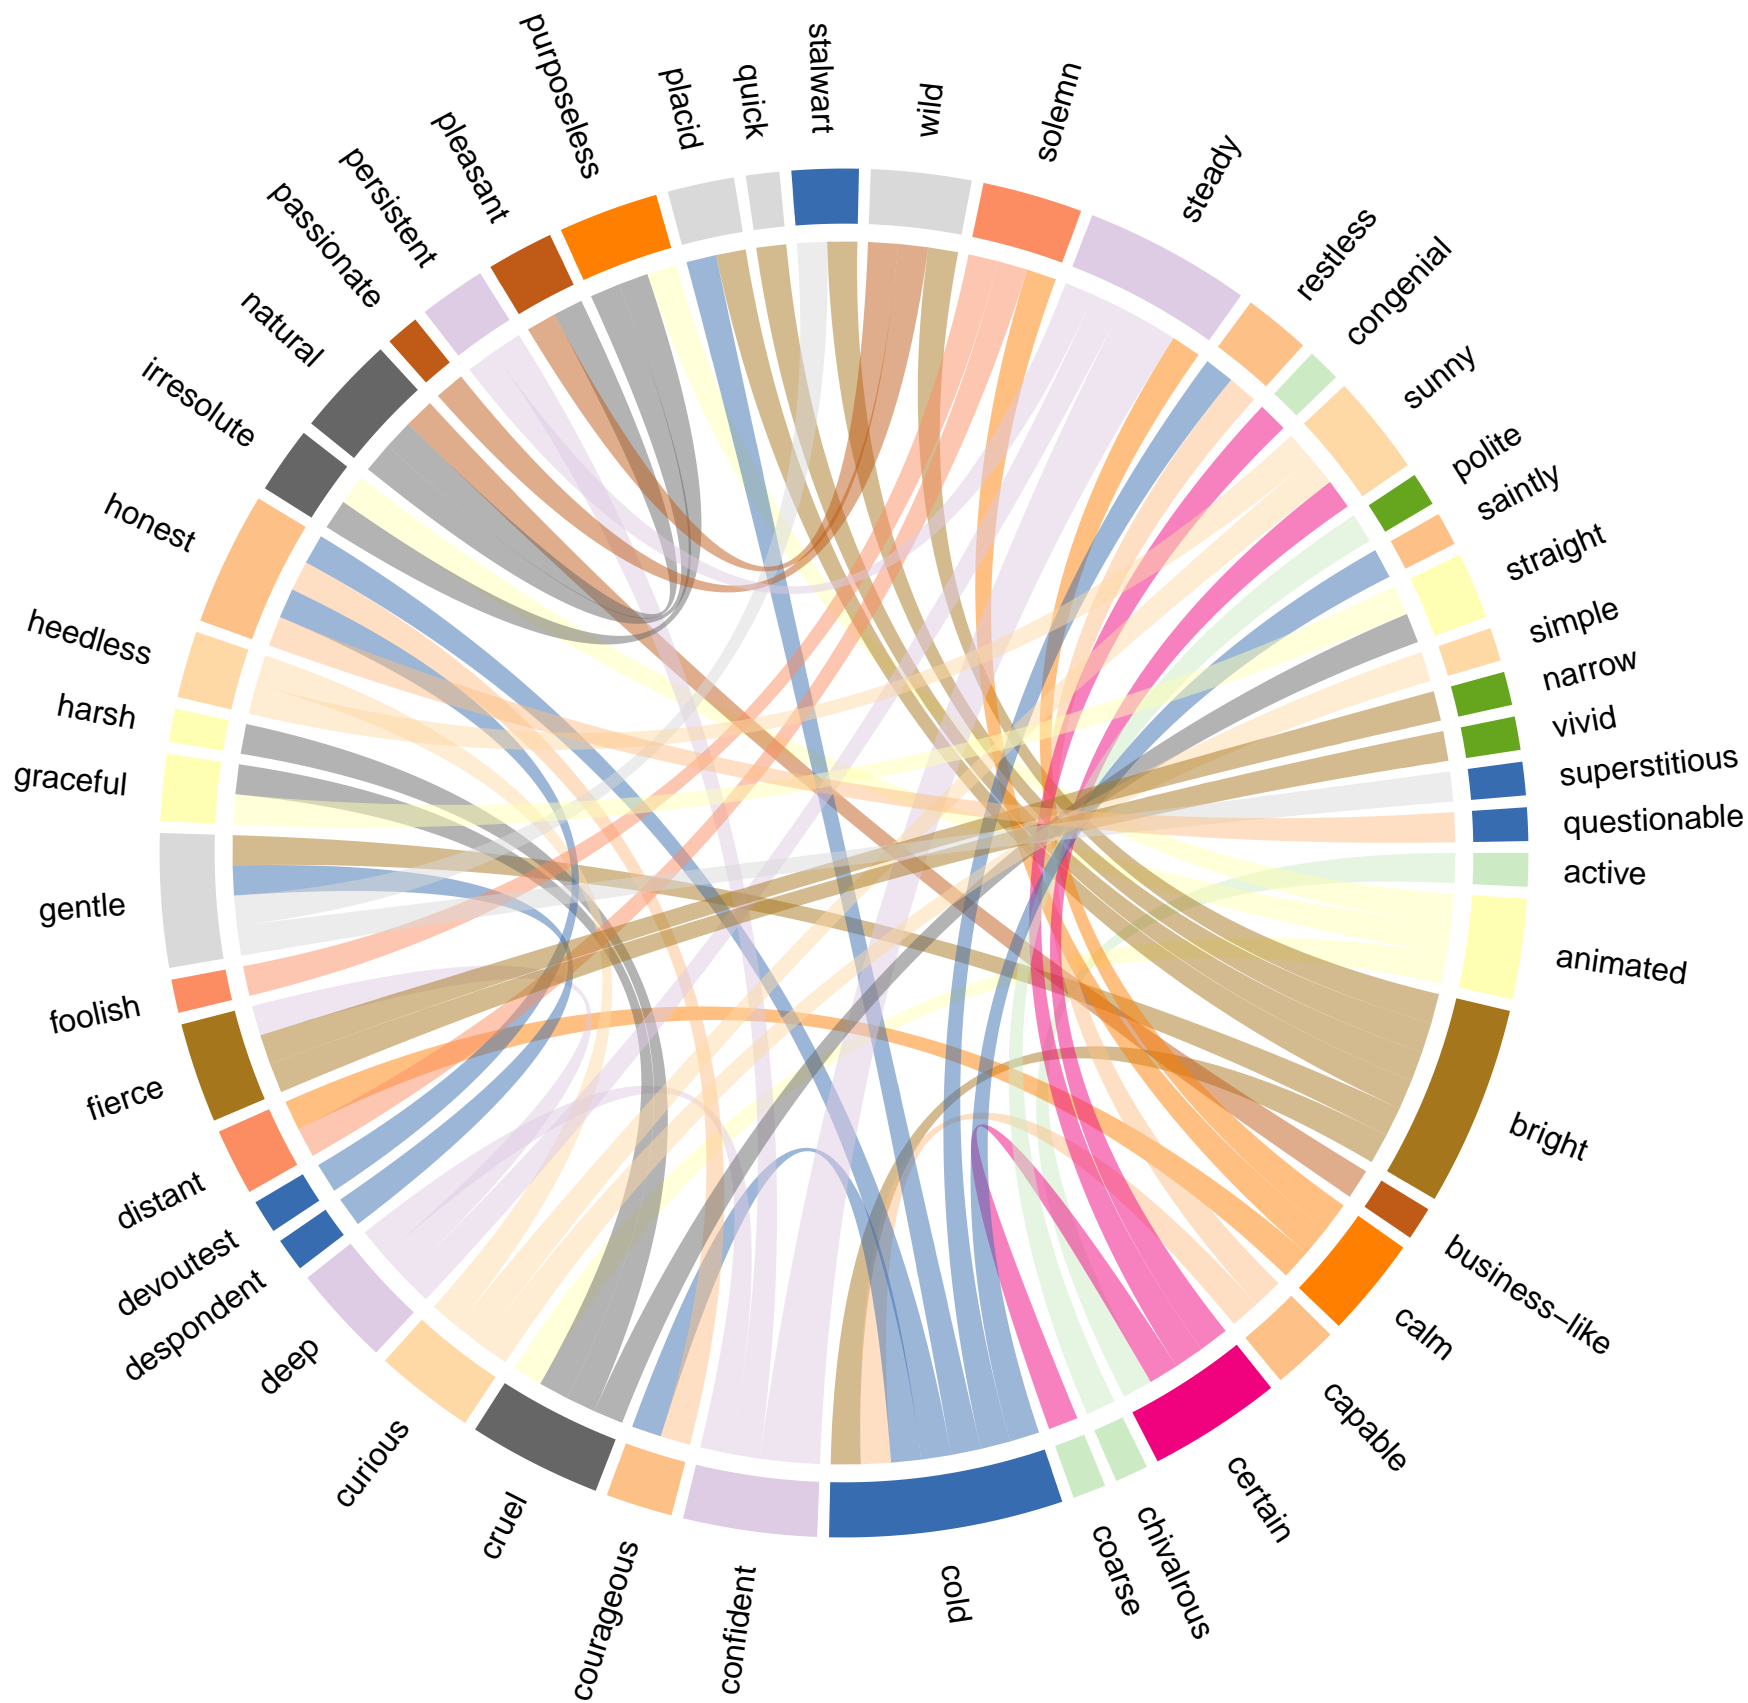 stalwart
wild
solemn
steady
restless
congenial
sunny
polite
saintly
straight
simple
narrow
vivid
superstitious
questionable
active
animated
bright
business–like
calm
capable
certain
chivalrous
coarse
cold
confident
courageous
cruel
curious
deep
despondent
devoutest
distant
fierce
foolish
gentle
graceful
harsh
heedless
honest
irresolute
natural
passionate
persistent
pleasant
purposeless
placid
quick